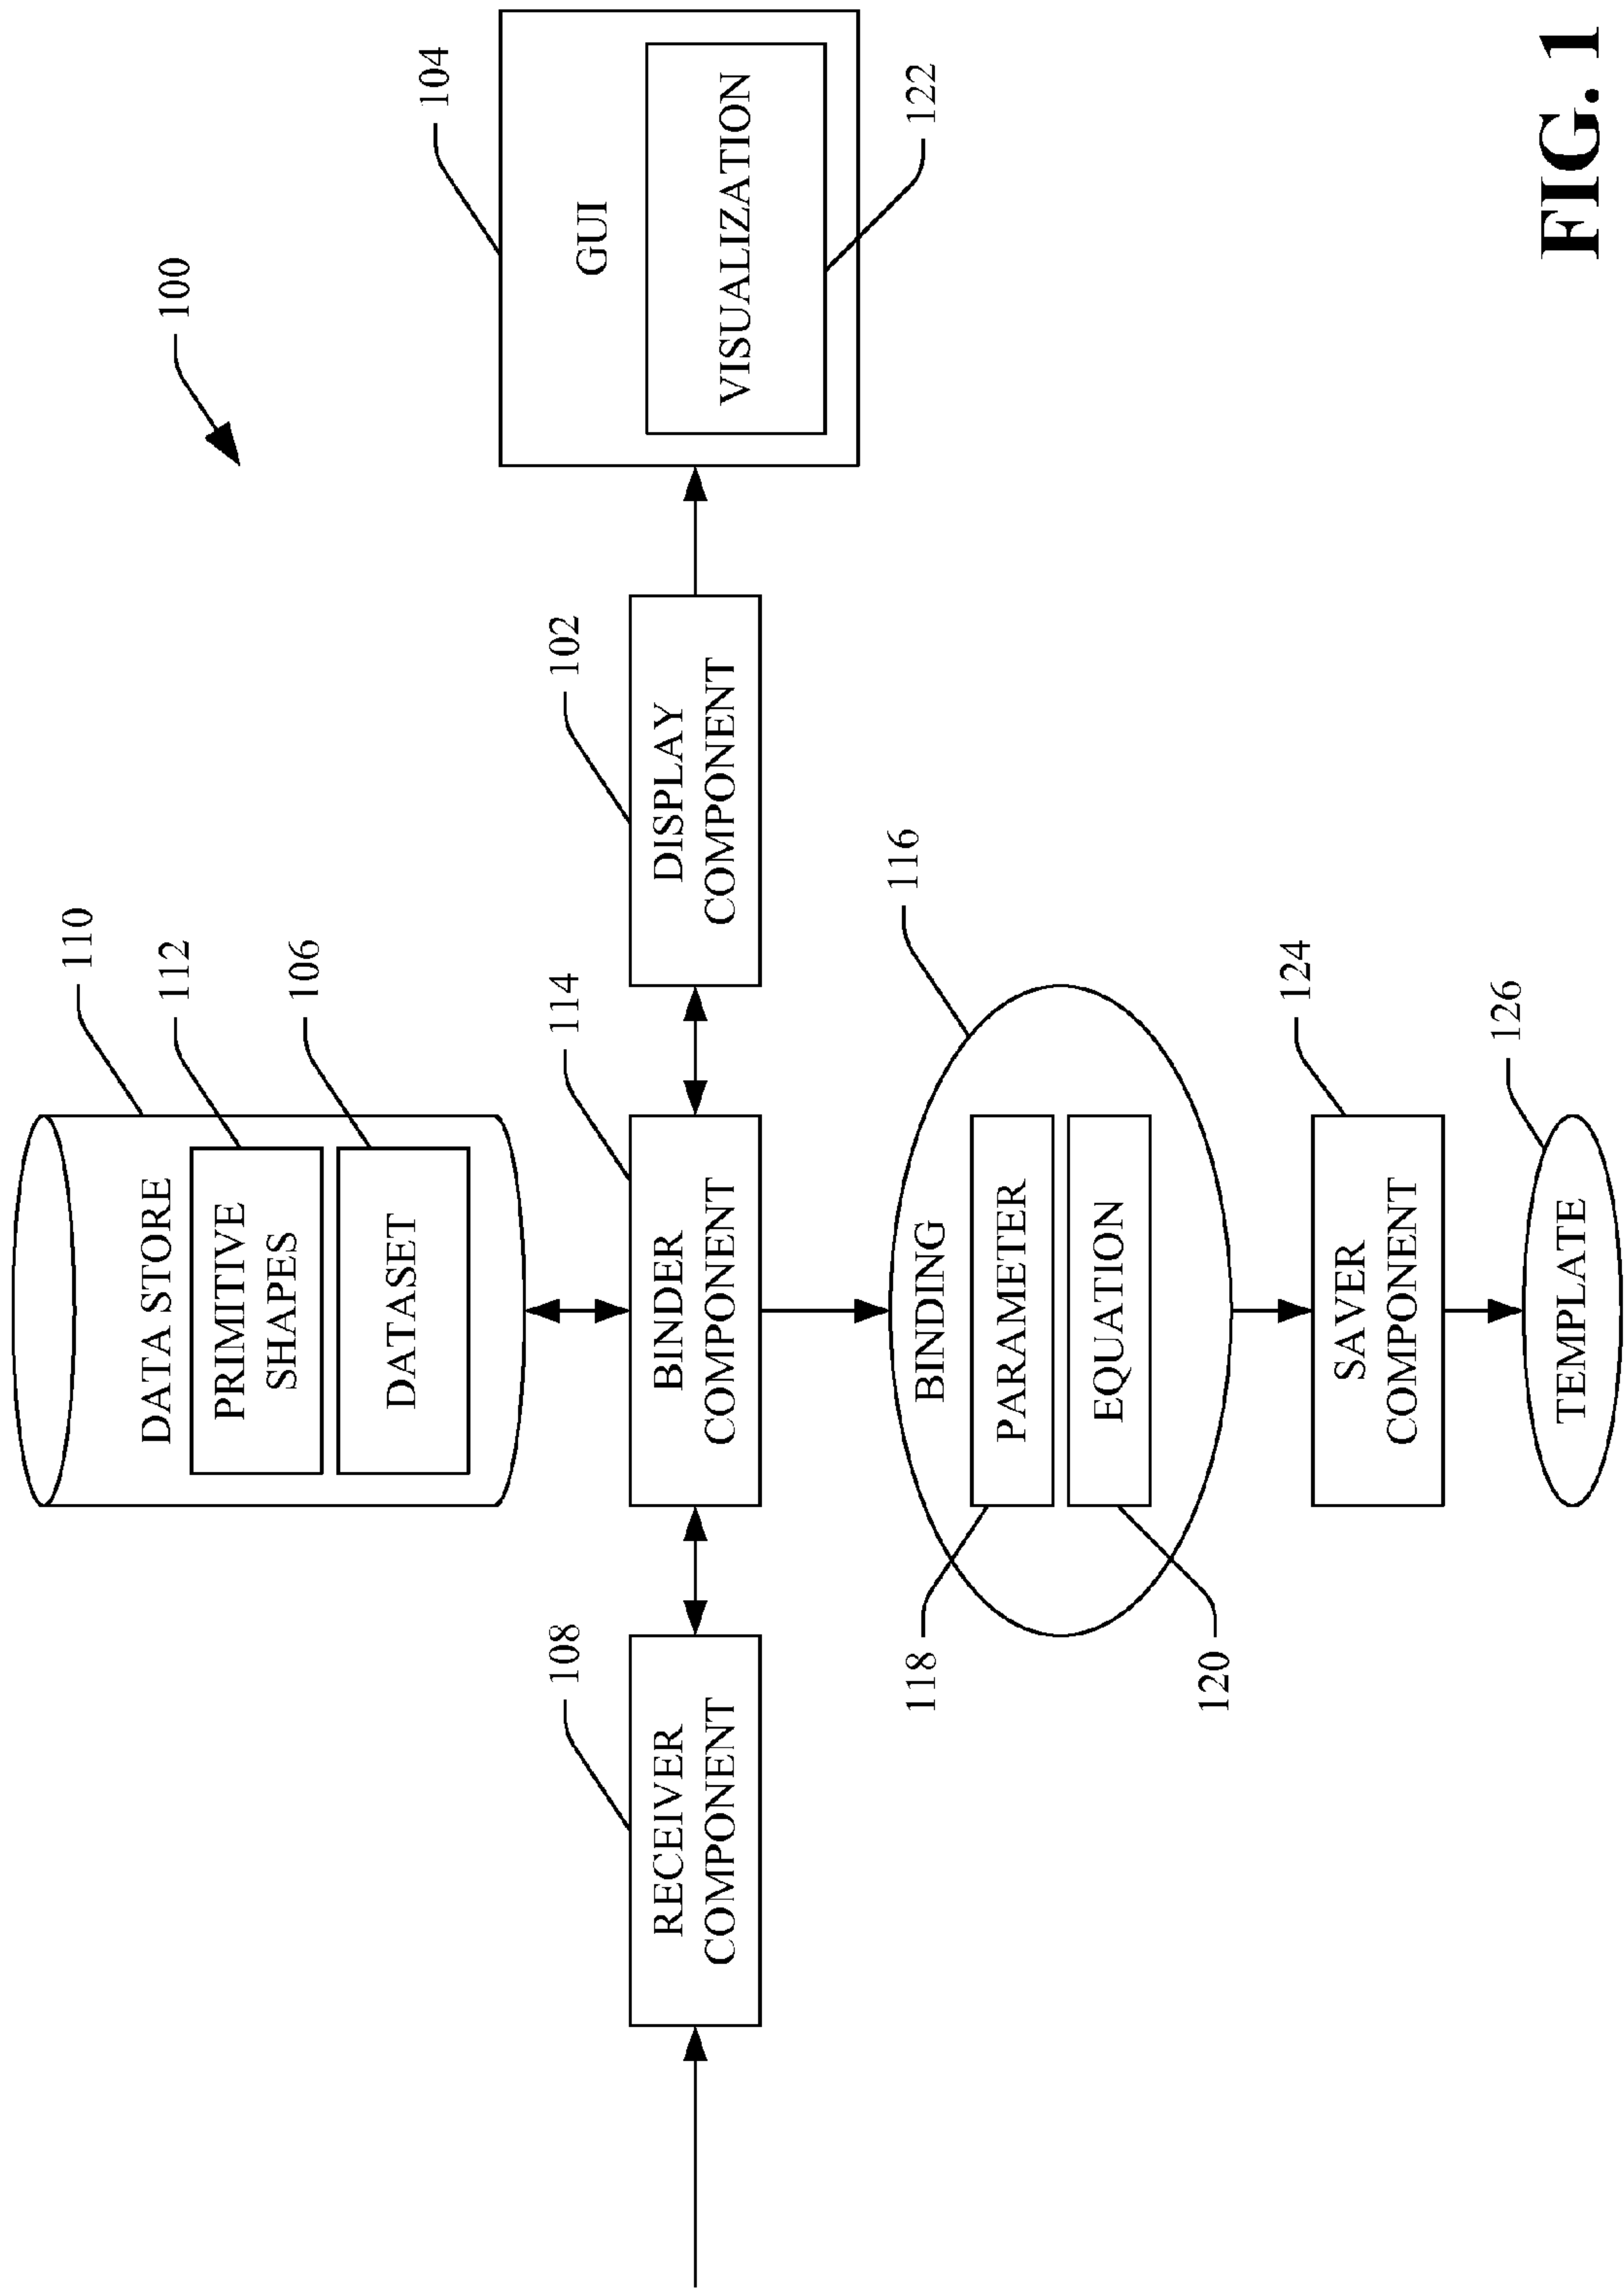 100
110
DATA STORE
112
PRIMITIVE
SHAPES
106
DATASET
104
GUI
VISUALIZATION
122
108
RECEIVER
COMPONENT
114
BINDER
COMPONENT
102
DISPLAY
COMPONENT
116
BINDING
118
PARAMETER
EQUATION
120
124
SAVER
COMPONENT
126
TEMPLATE
FIG. 1